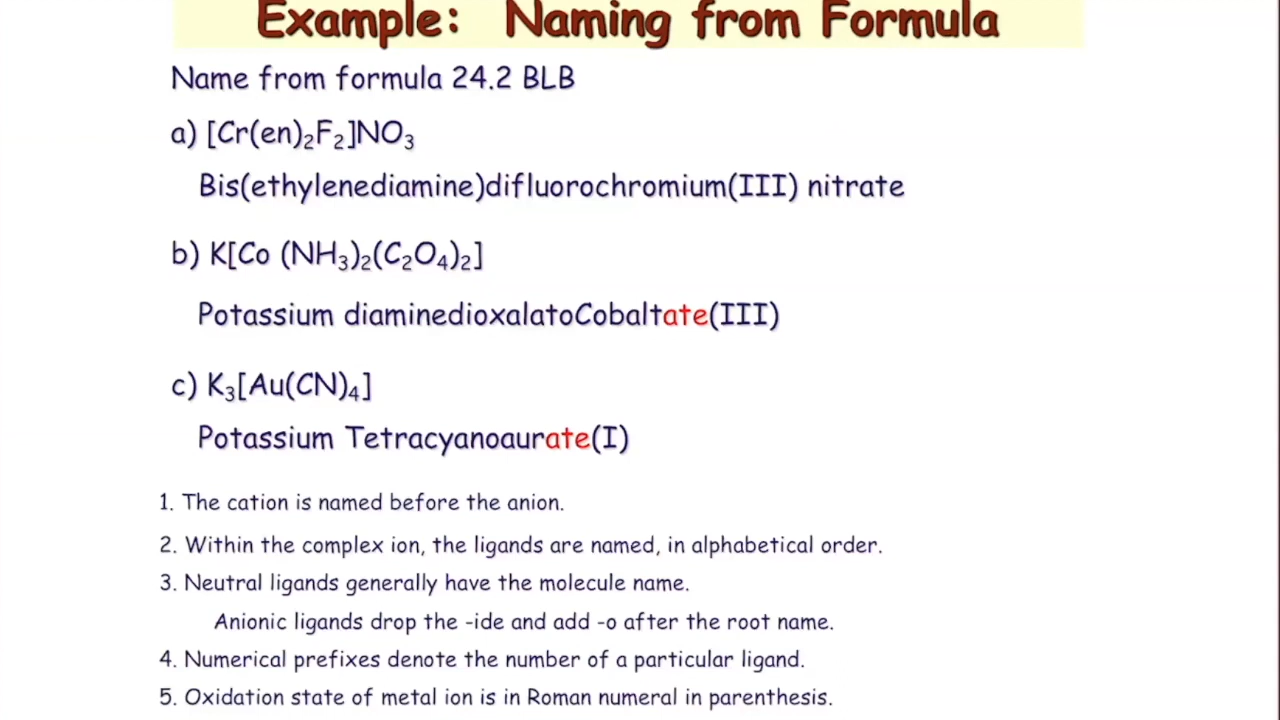 Example: Naming from Formula
Name from formula 24.2 BLB
a) [Cr(en)₂F₂]NO₃
Bis(ethylenediamine)difluorochromium(III) nitrate
b) K[Co (NH₃)₂(C₂O₄)₂]
Potassium diaminedioxalatoCobaltate(III)
c) K₃[Au(CN)₄]
Potassium Tetracyanoaurate(I)
1. The cation is named before the anion.
2. Within the complex ion, the ligands are named, in alphabetical order.
3. Neutral ligands generally have the molecule name.
Anionic ligands drop the -ide and add -o after the root name.
4. Numerical prefixes denote the number of a particular ligand.
5. Oxidation state of metal ion is in Roman numeral in parenthesis.